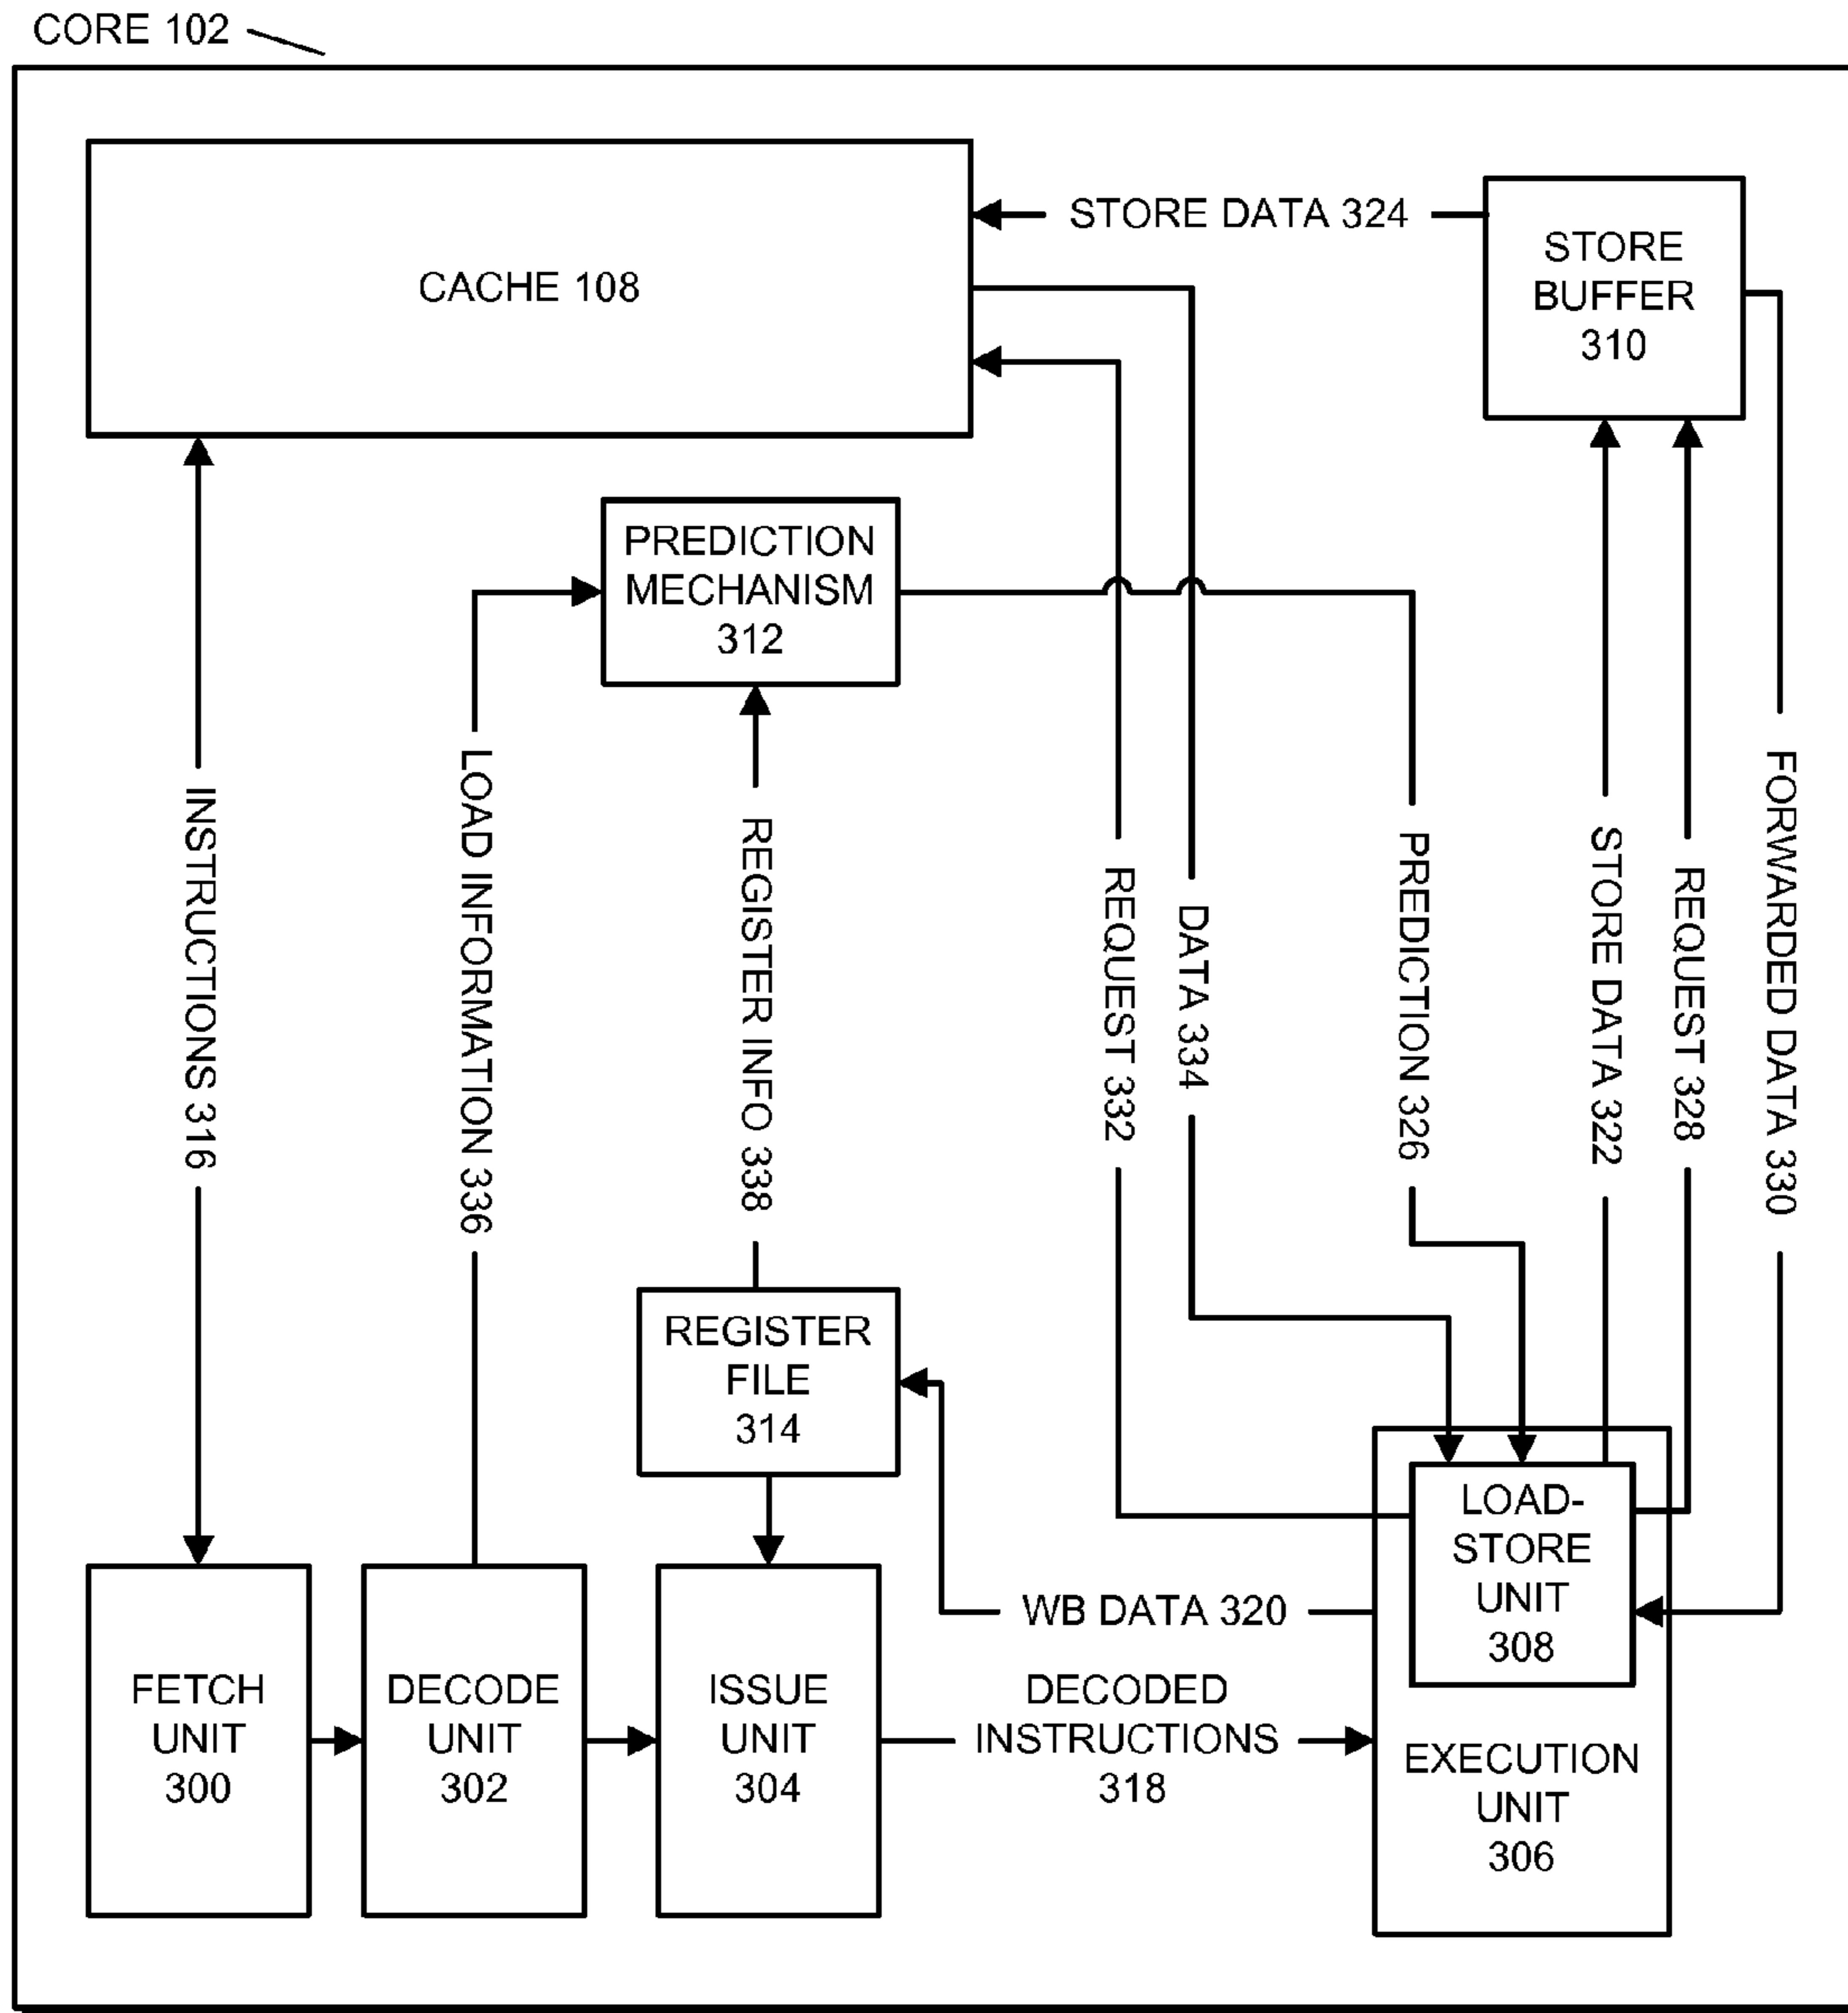 CORE 102
CACHE 108
STORE DATA 324
STORE
BUFFER
310
PREDICTION
MECHANISM
312
INSTRUCTIONS 316
LOAD INFORMATION 336
REGISTER INFO 338
REQUEST 332
DATA 334
PREDICTION 326
STORE DATA 322
REQUEST 328
FORWARDED DATA 330
REGISTER
FILE
314
LOAD-
STORE
UNIT
308
WB DATA 320
FETCH
UNIT
300
DECODE
UNIT
302
ISSUE
UNIT
304
DECODED
INSTRUCTIONS
318
EXECUTION
UNIT
306